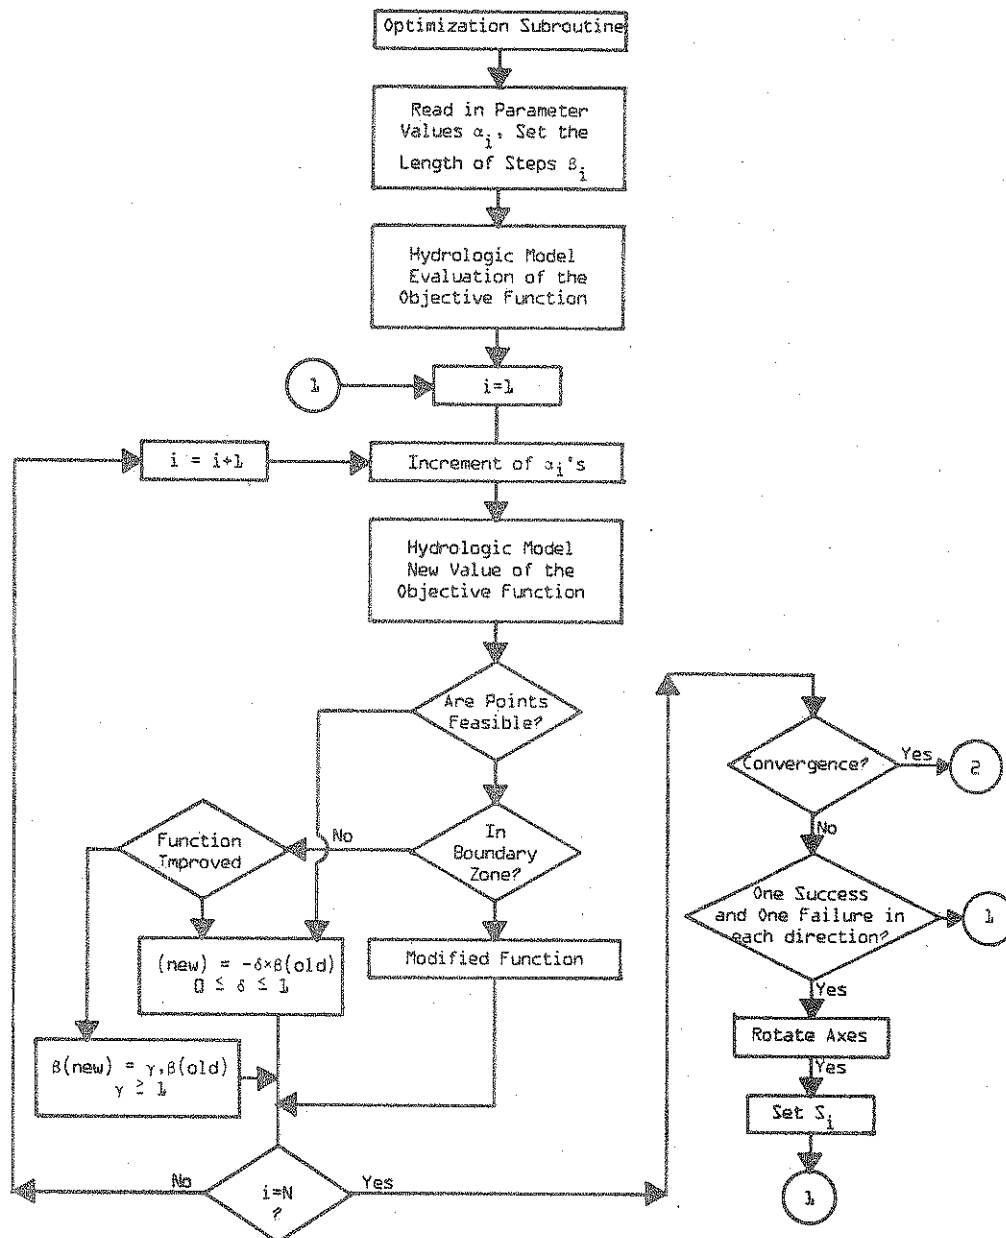 Optimization Subroutine
Read in Parameter
Values αi, Set the
Length of Steps βi
Hydrologic Model
Evaluation of the
Objective Function
1
i=1
i = i+1
Increment of αi's
Hydrologic Model
New Value of the
Objective Function
Are Points
Feasible?
Convergence?
Yes
2
No
Function
Improved
No
In
Boundary
Zone?
One Success
and One Failure in
each direction?
1
Yes
(new) = -δ×β(old)
0 ≤ δ ≤ 1
Modified Function
Rotate Axes
Yes
β(new) = γ,β(old)
γ ≥ 1
Set Si
No
i=N
?
Yes
1